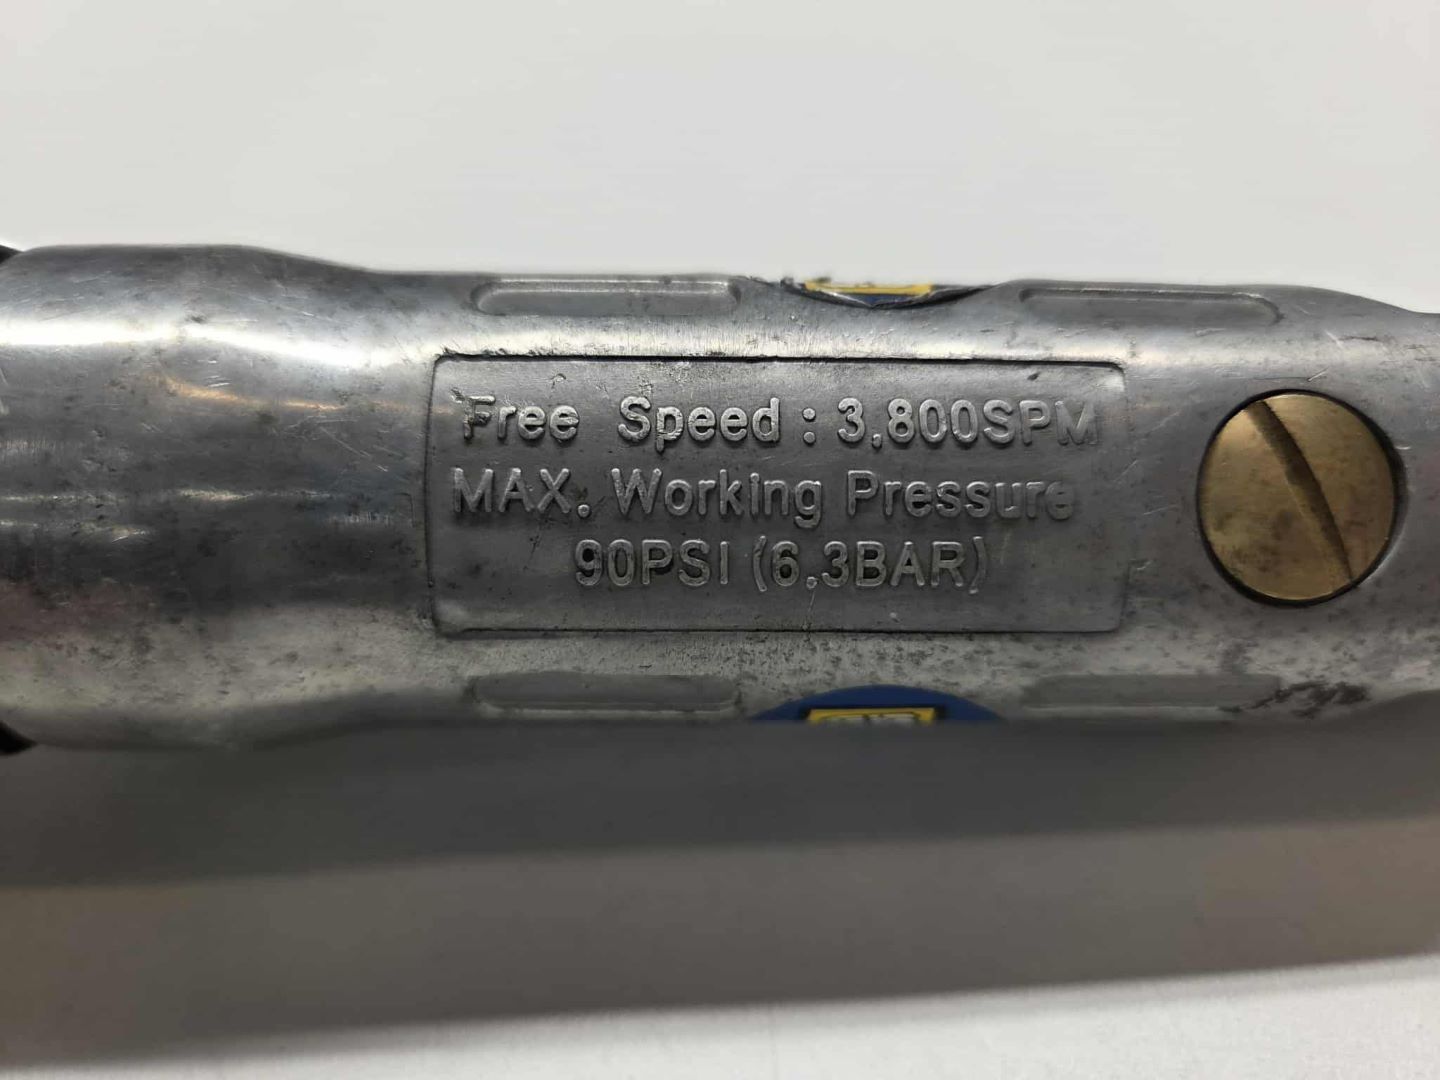 Free Speed : 3,800SPM
MAX. Working Pressure
90PSI (6.3BAR)